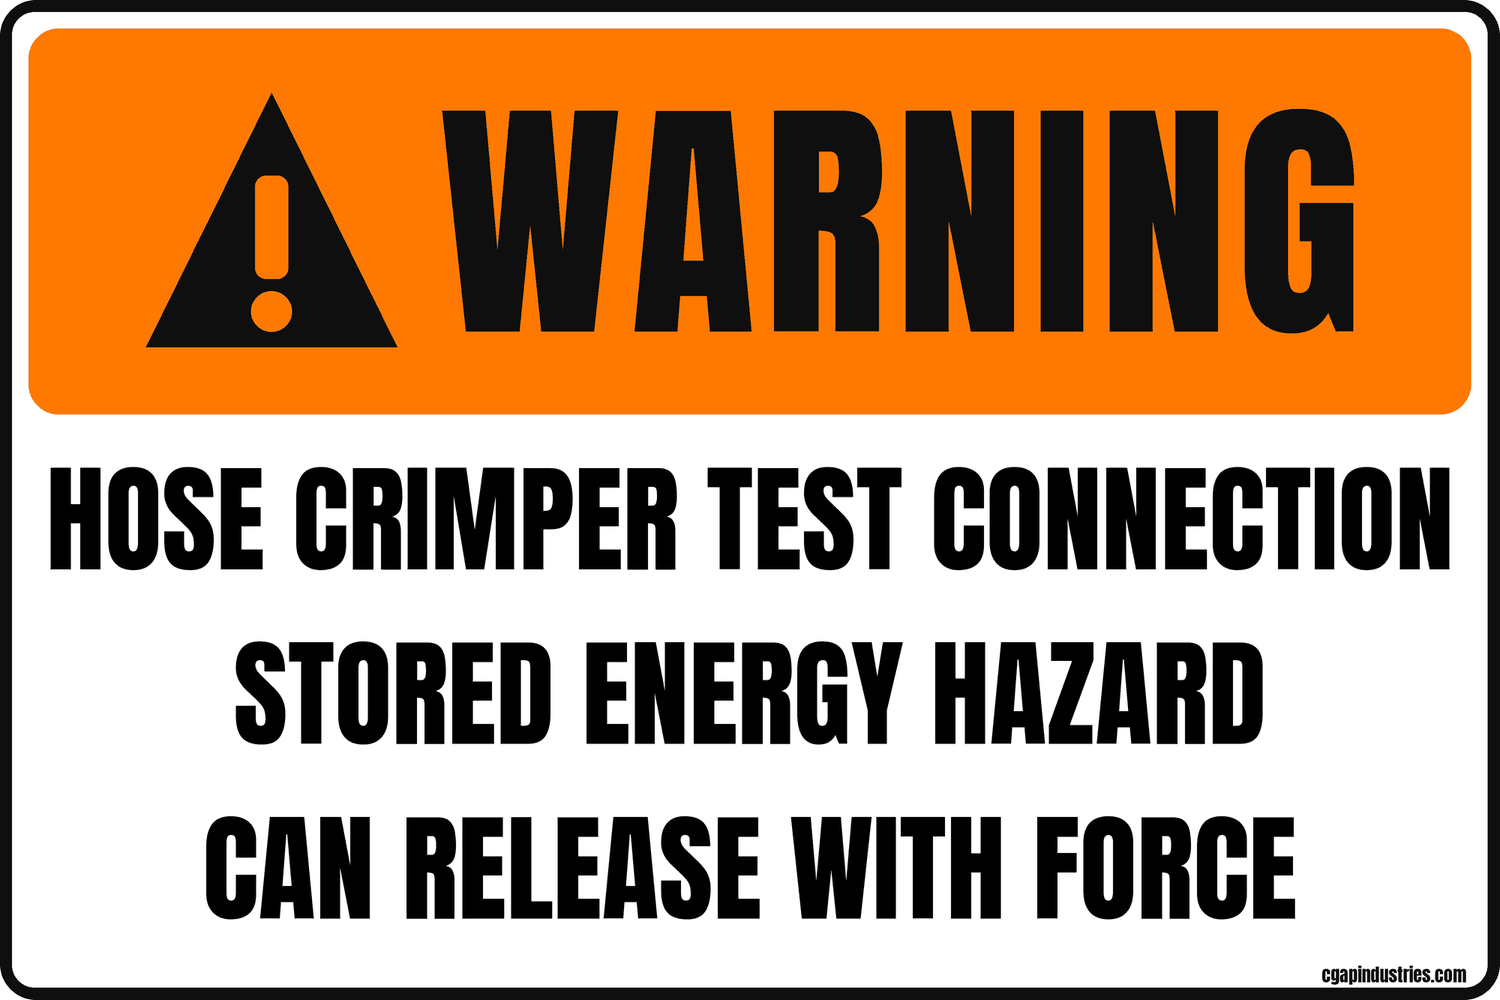 WARNING
HOSE CRIMPER TEST CONNECTION
STORED ENERGY HAZARD
CAN RELEASE WITH FORCE
cgapindustries.com